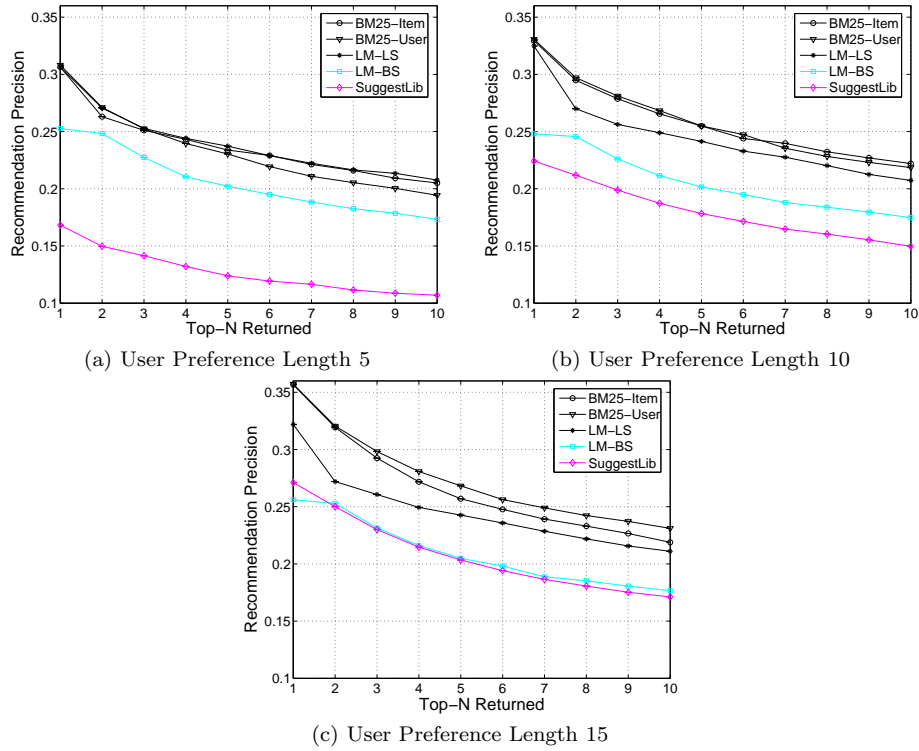 0.35
0.3
0.25
0.2
0.15
0.1
Recommendation Precision
BM25-Item
BM25-User
LM-LS
LM-BS
SuggestLib
1 2 3 4 5 6 7 8 9 10
Top-N Returned
(a) User Preference Length 5
0.35
0.3
0.25
0.2
0.15
0.1
Recommendation Precision
BM25-Item
BM25-User
LM-LS
LM-BS
SuggestLib
1 2 3 4 5 6 7 8 9 10
Top-N Returned
(b) User Preference Length 10
0.35
0.3
0.25
0.2
0.15
0.1
Recommendation Precision
BM25-Item
BM25-User
LM-LS
LM-BS
SuggestLib
1 2 3 4 5 6 7 8 9 10
Top-N Returned
(c) User Preference Length 15